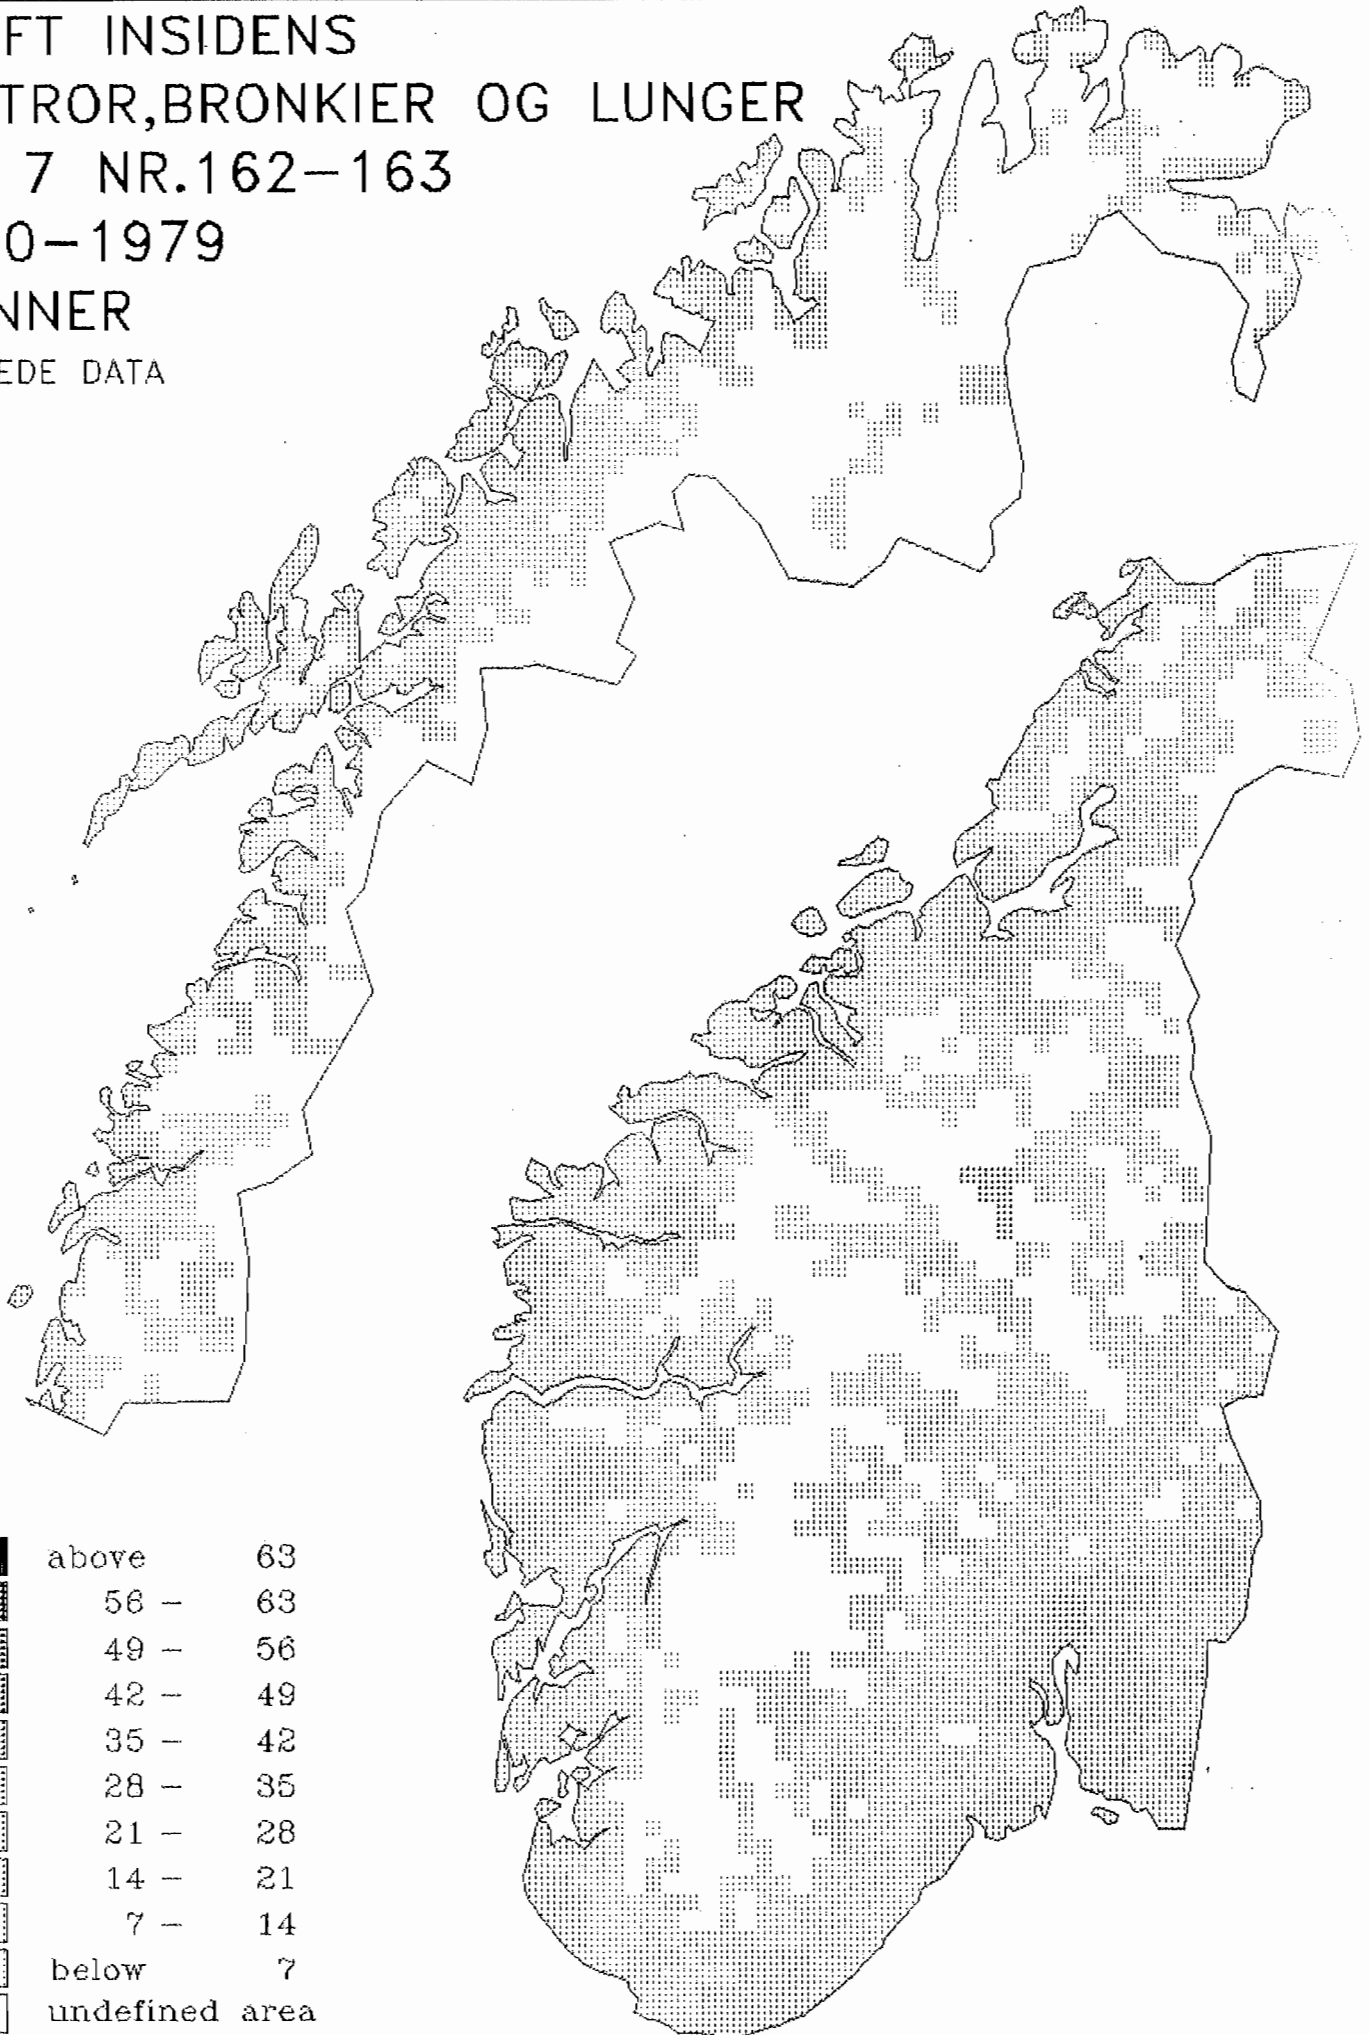 FT INSIDENS
TROR,BRONKIER OG LUNGER
7 NR.162-163
0-1979
NNER
EDE DATA
above 63
56 - 63
49 - 56
42 - 49
35 - 42
28 - 35
21 - 28
14 - 21
7 - 14
below 7
undefined area